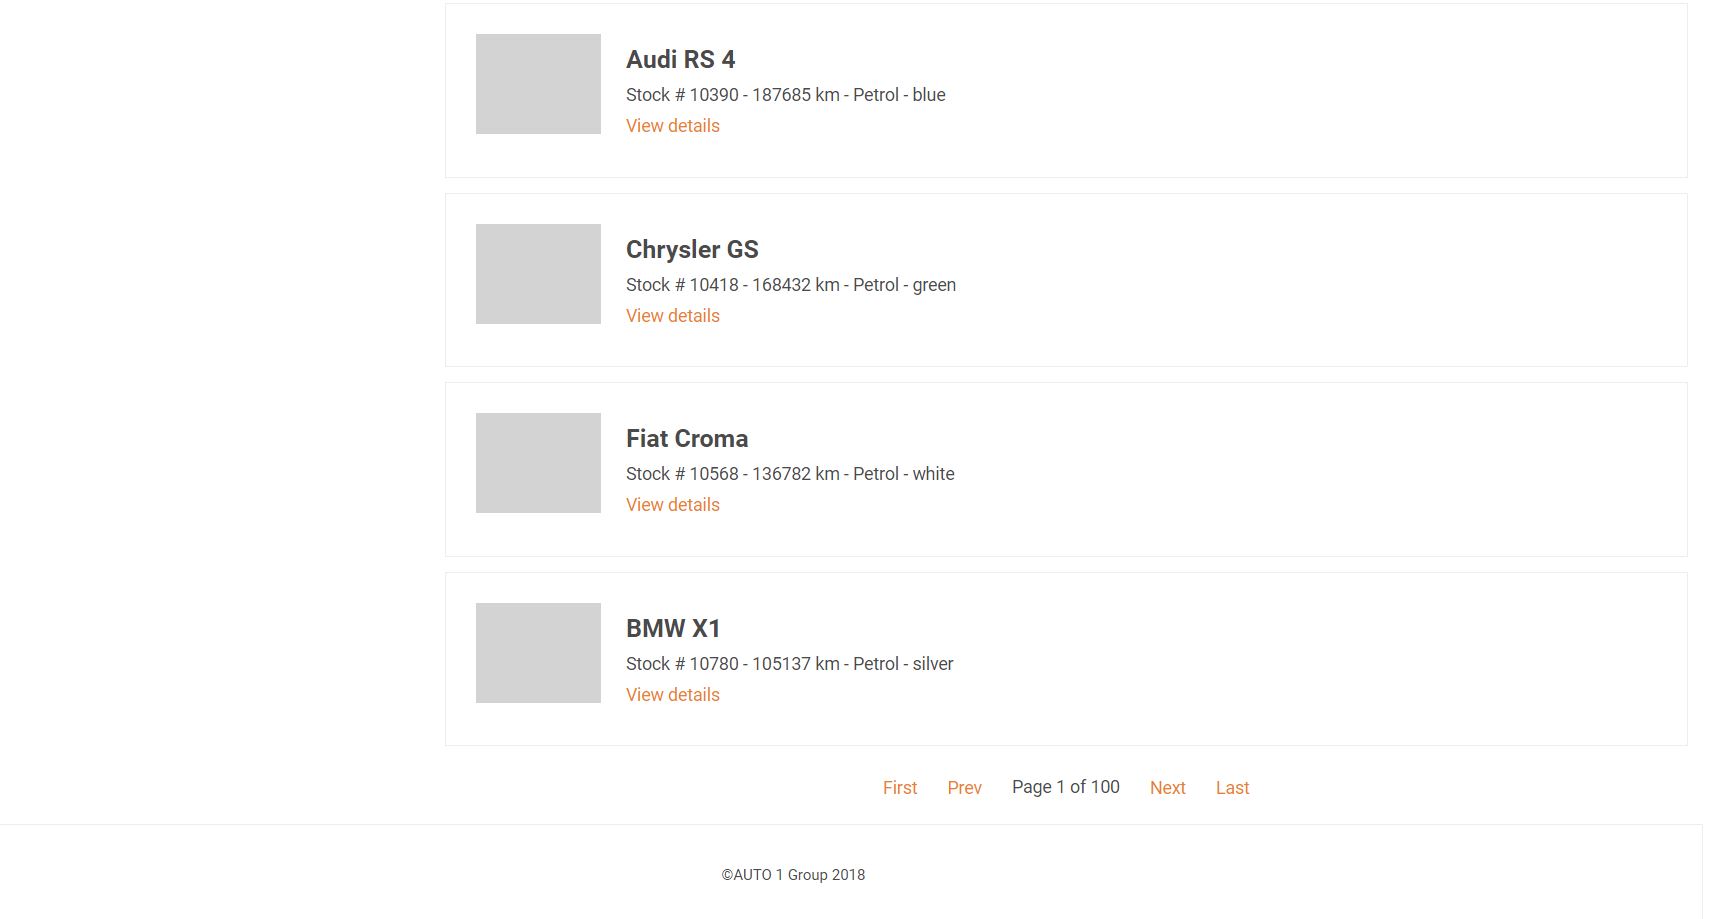 Audi RS 4
Stock # 10390 - 187685 km - Petrol - blue
View details
Chrysler GS
Stock # 10418 - 168432 km - Petrol - green
View details
Fiat Croma
Stock # 10568 - 136782 km - Petrol - white
View details
BMW X1
Stock # 10780 - 105137 km - Petrol - silver
View details
First Prev Page 1 of 100 Next Last
©AUTO 1 Group 2018